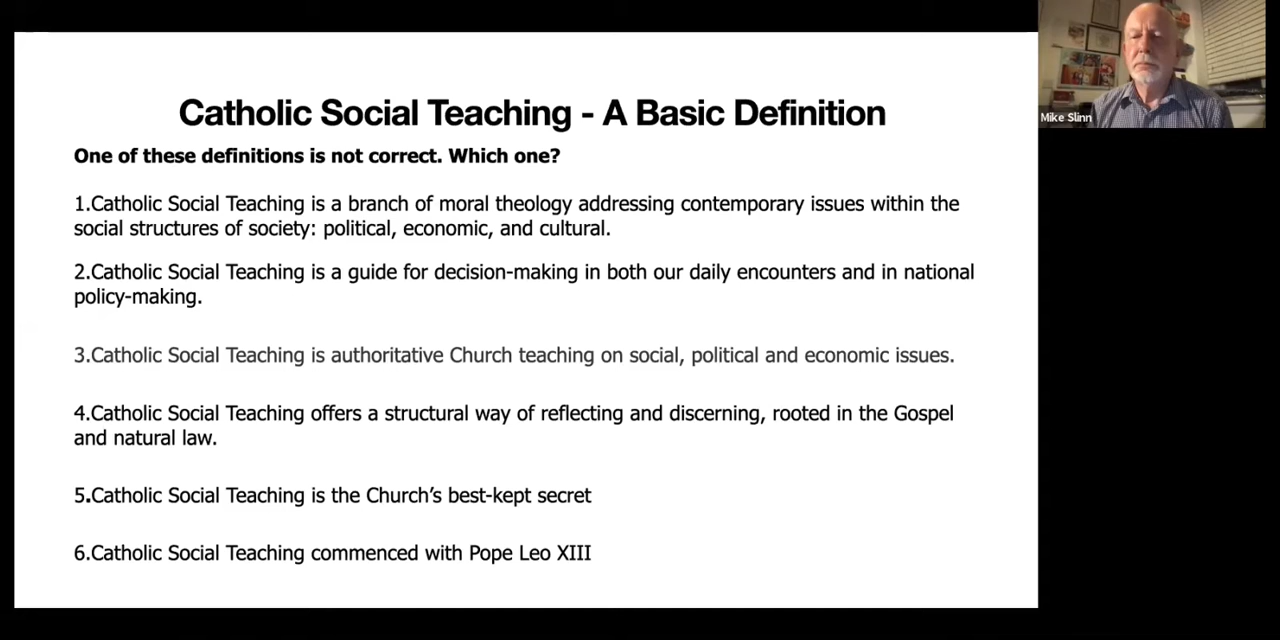 Catholic Social Teaching - A Basic Definition
One of these definitions is not correct. Which one?
1.Catholic Social Teaching is a branch of moral theology addressing contemporary issues within the
social structures of society: political, economic, and cultural.
2.Catholic Social Teaching is a guide for decision-making in both our daily encounters and in national
policy-making.
3.Catholic Social Teaching is authoritative Church teaching on social, political and economic issues.
4.Catholic Social Teaching offers a structural way of reflecting and discerning, rooted in the Gospel
and natural law.
5.Catholic Social Teaching is the Church’s best-kept secret
6.Catholic Social Teaching commenced with Pope Leo XIII
Mike Slinn